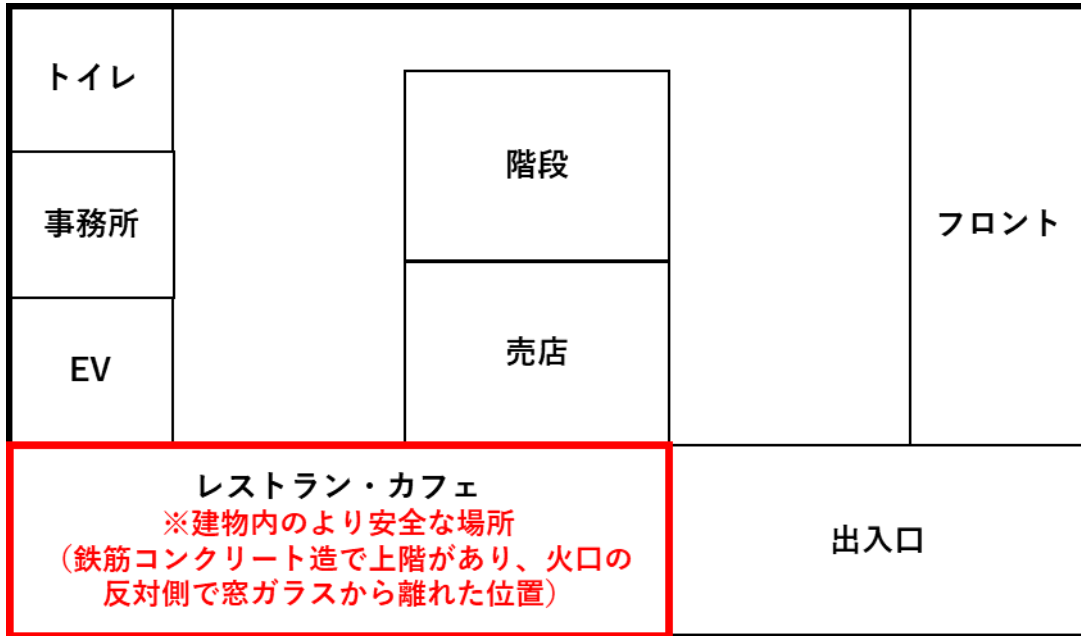 トイレ
階段
事務所
フロント
売店
EV
レストラン・カフェ
※建物内のより安全な場所
（鉄筋コンクリート造で上階があり、火口の
反対側で窓ガラスから離れた位置）
出入口